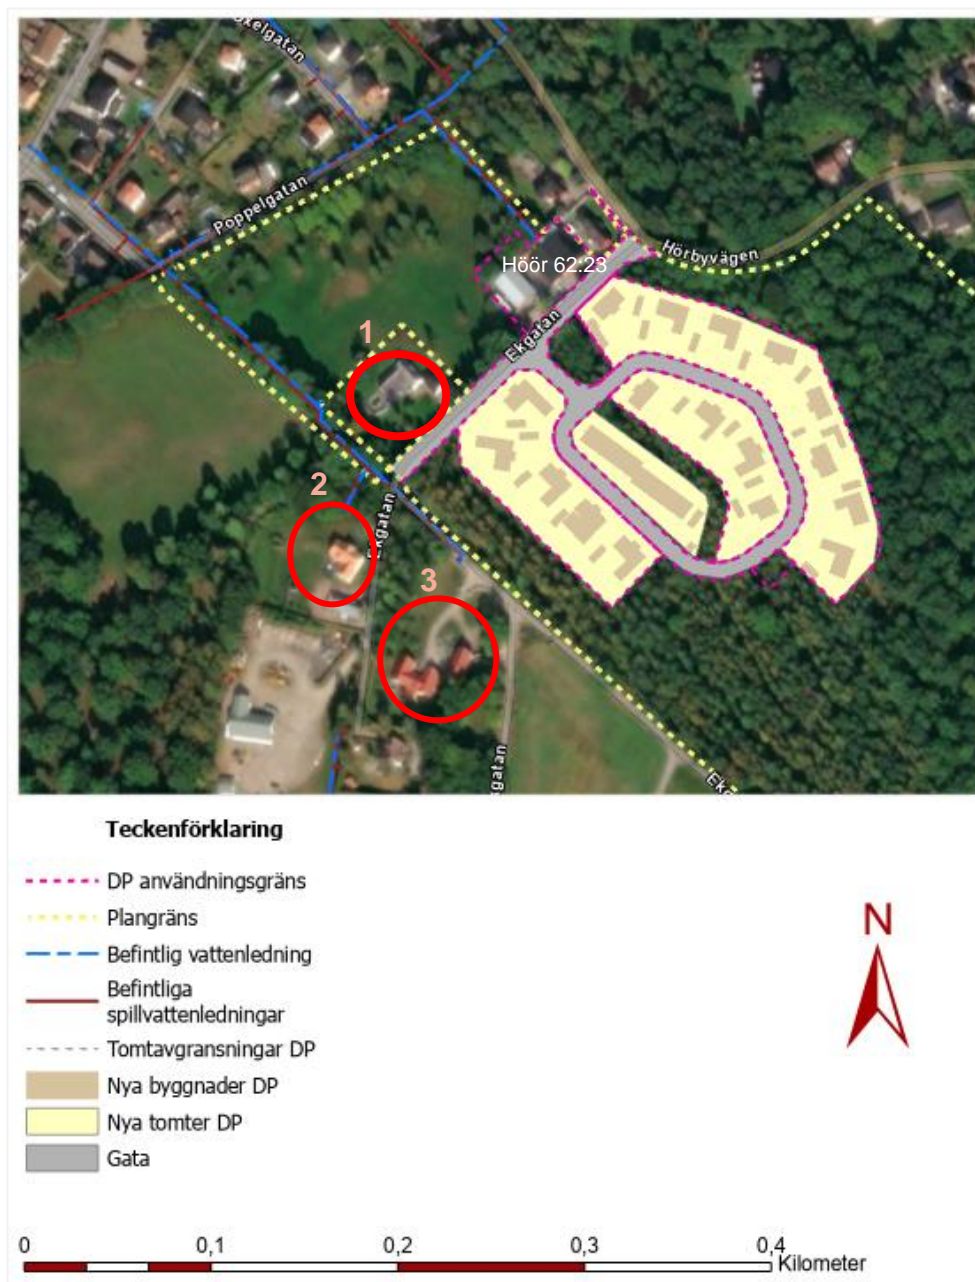 Poppelgatan
Hörbyvägen
Höör 62:23
Ekgatan
1
2
Ekgatan
3
Teckenförklaring
DP användningsgräns
Plangräns
Befintlig vattenledning
Befintliga
spillvattenledningar
Tomtavgransningar DP
Nya byggnader DP
Nya tomter DP
Gata
N
0 0,1 0,2 0,3 0,4
Kilometer